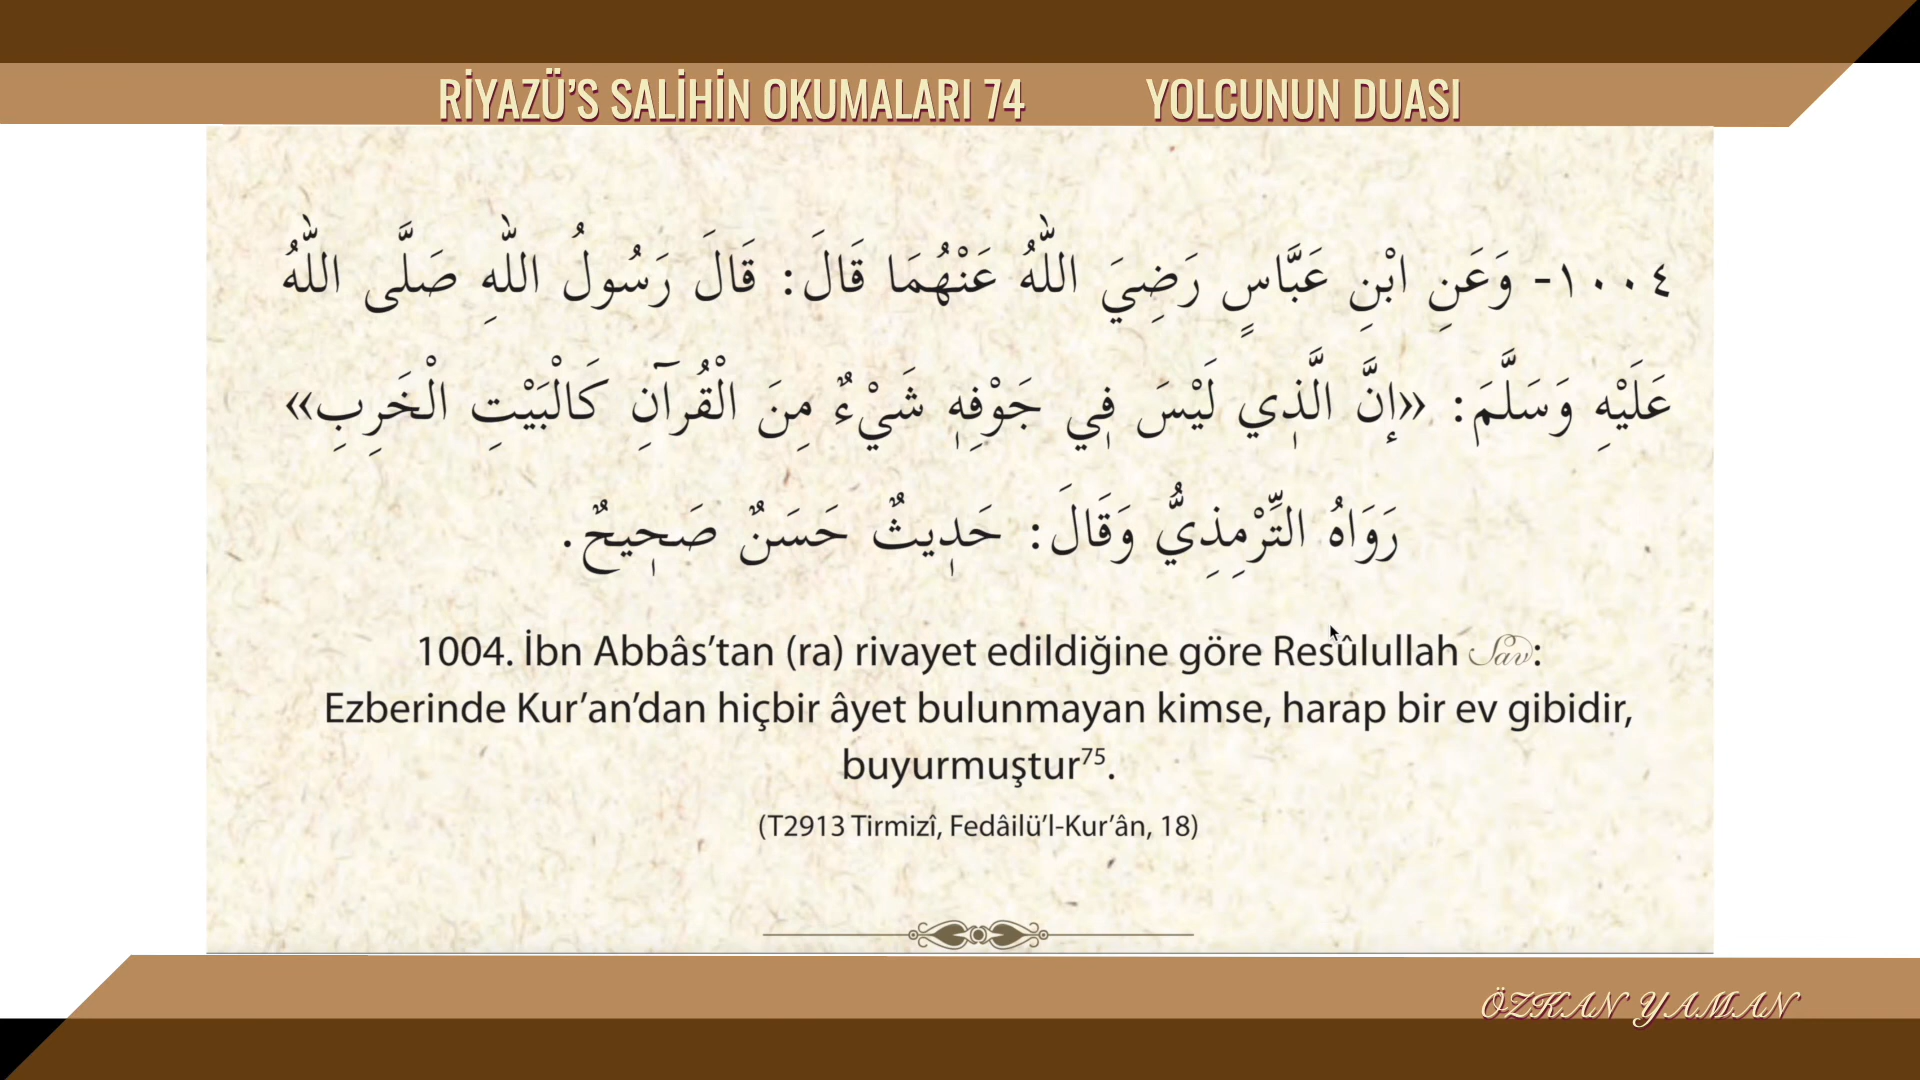 RİYAZÜ’S SALİHİN OKUMALARI 74 YOLCUNUN DUASI
١٠٠٤- وَعَنِ ابْنِ عَبَّاسٍ رَضِيَ اللّٰهُ عَنْهُمَا قَالَ: قَالَ رَسُولُ اللّٰهِ صَلَّى اللّٰهُ
عَلَيْهِ وَسَلَّمَ: «إِنَّ الَّذٖي لَيْسَ فٖي جَوْفِهٖ شَيْءٌ مِنَ الْقُرآنِ كَالْبَيْتِ الْخَرِبِ»
رَوَاهُ التِّرْمِذِيُّ وَقَالَ: حَدٖيثٌ حَسَنٌ صَحٖيحٌ.
1004. İbn Abbâs’tan (ra) rivayet edildiğine göre Resûlullah Sav:
Ezberinde Kur’an’dan hiçbir âyet bulunmayan kimse, harap bir ev gibidir,
buyurmuştur⁷⁵.
(T2913 Tirmizî, Fedâilü’l-Kur’ân, 18)
ÖZKAN YAMAN